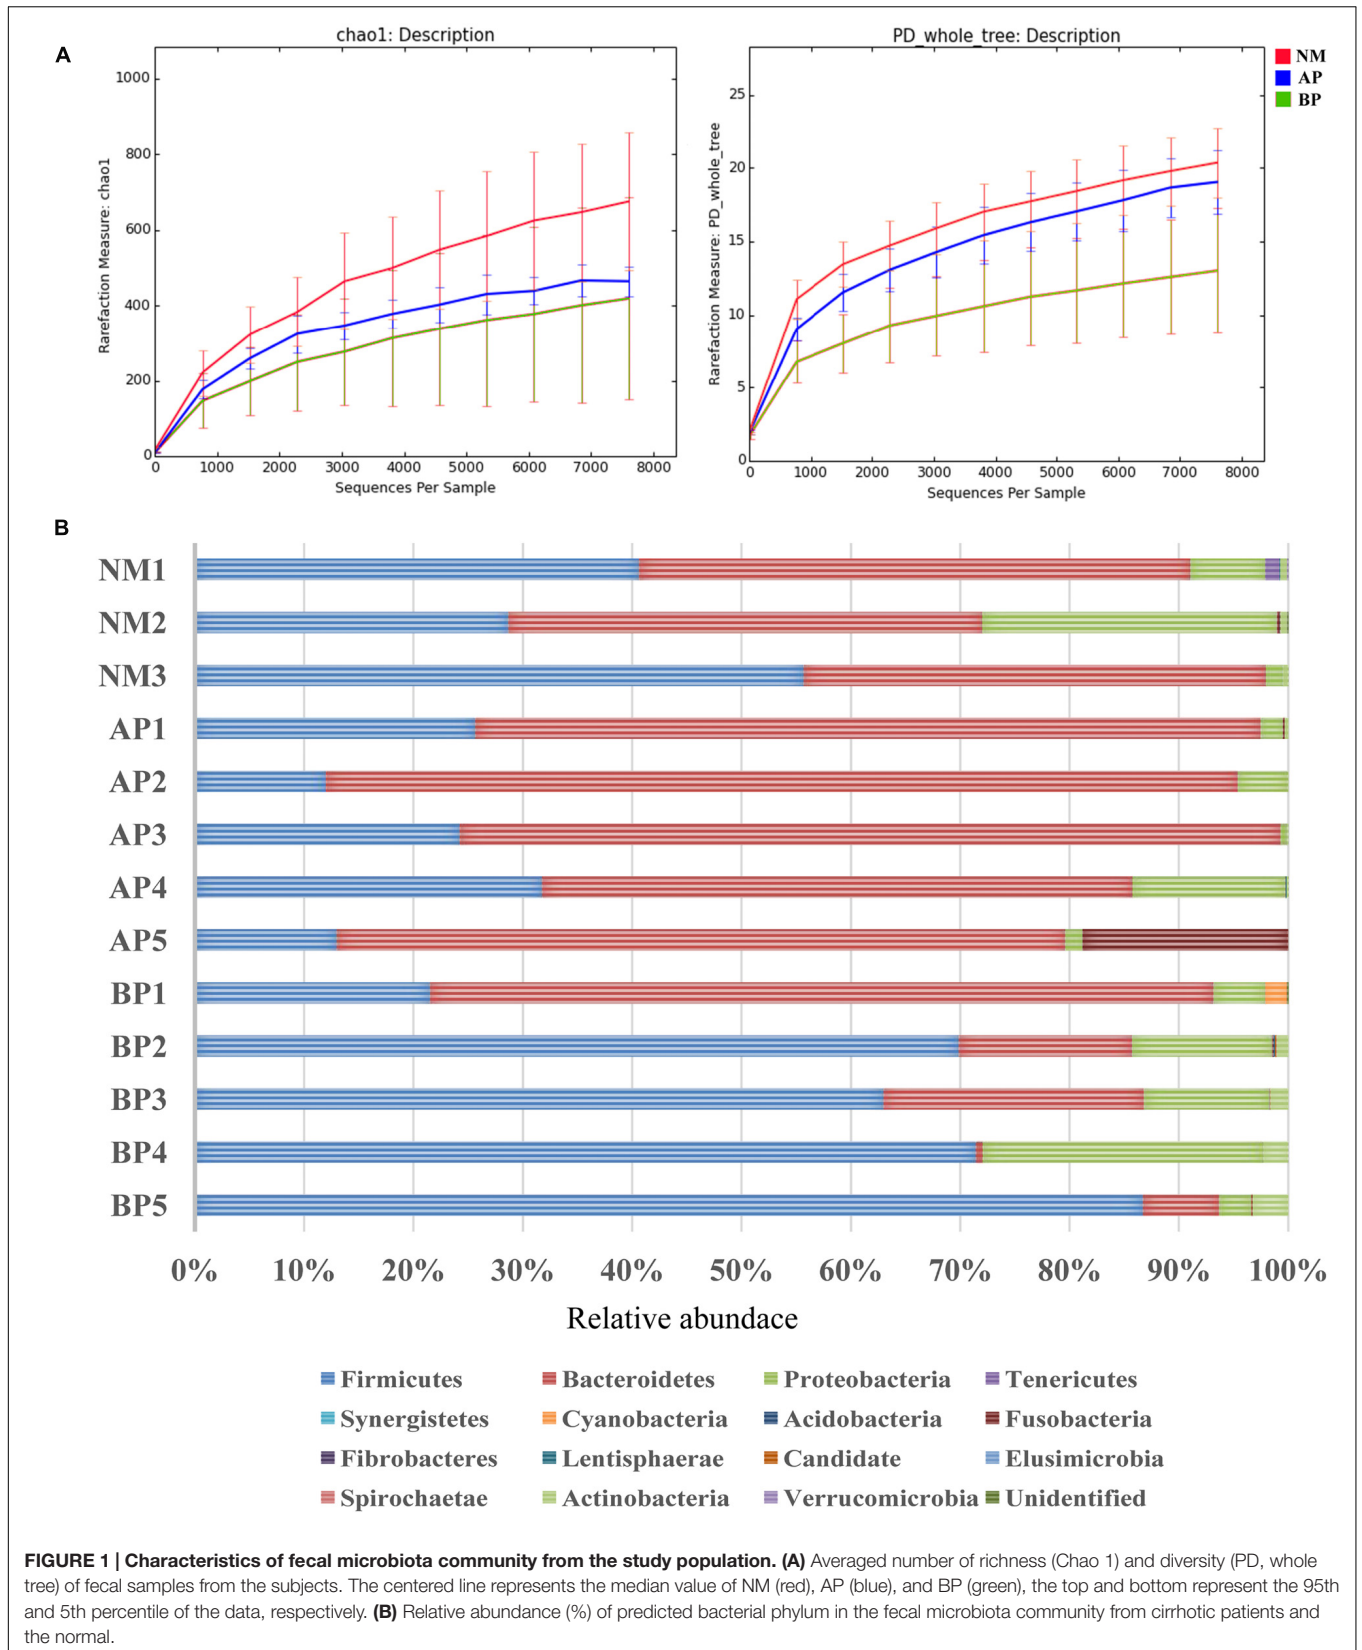 A
chao1: Description
Rarefaction Measure: chao1
1000
800
600
400
200
0
0 1000 2000 3000 4000 5000 6000 7000 8000
Sequences Per Sample
PD_whole_tree: Description
Rarefaction Measure: PD_whole_tree
25
20
15
10
5
0
0 1000 2000 3000 4000 5000 6000 7000 8000
Sequences Per Sample
NM
AP
BP
B
NM1
NM2
NM3
AP1
AP2
AP3
AP4
AP5
BP1
BP2
BP3
BP4
BP5
0% 10% 20% 30% 40% 50% 60% 70% 80% 90% 100%
Relative abundace
Firmicutes Bacteroidetes Proteobacteria Tenericutes
Synergistetes Cyanobacteria Acidobacteria Fusobacteria
Fibrobacteres Lentisphaerae Candidate Elusimicrobia
Spirochaetae Actinobacteria Verrucomicrobia Unidentified
FIGURE 1 | Characteristics of fecal microbiota community from the study population. (A) Averaged number of richness (Chao 1) and diversity (PD, whole
tree) of fecal samples from the subjects. The centered line represents the median value of NM (red), AP (blue), and BP (green), the top and bottom represent the 95th
and 5th percentile of the data, respectively. (B) Relative abundance (%) of predicted bacterial phylum in the fecal microbiota community from cirrhotic patients and
the normal.